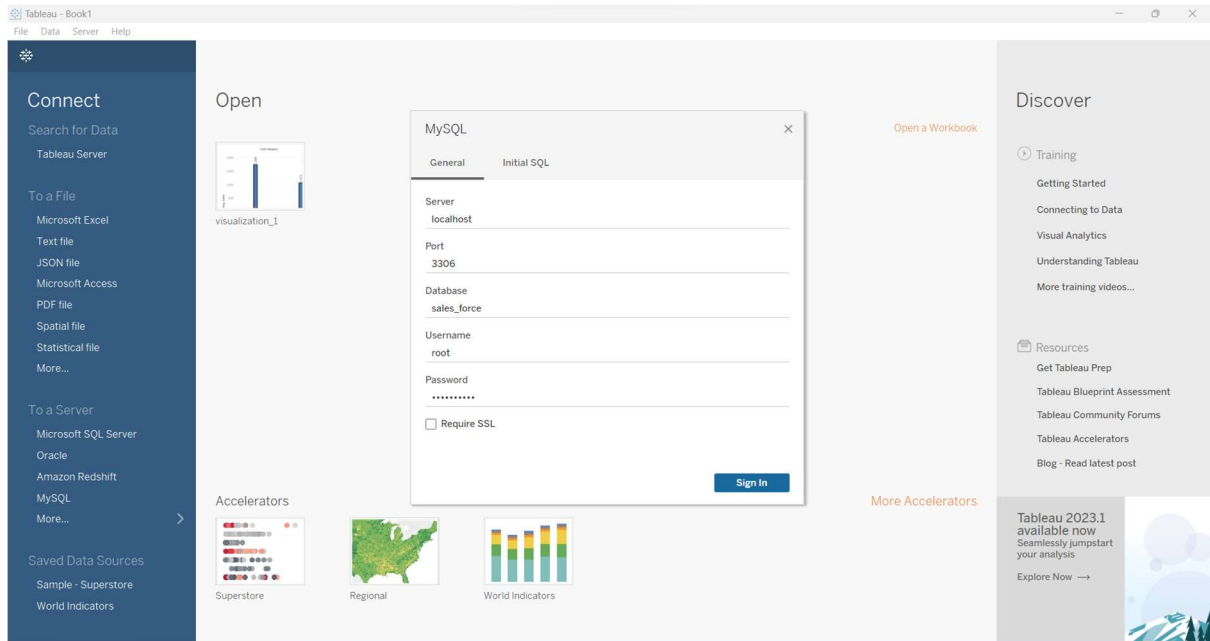 Tableau - Book1
File Data Server Help
Connect
Search for Data
Tableau Server
To a File
Microsoft Excel
Text file
JSON file
Microsoft Access
PDF file
Spatial file
Statistical file
More...
To a Server
Microsoft SQL Server
Oracle
Amazon Redshift
MySQL
More...
Saved Data Sources
Sample - Superstore
World Indicators
Open
Open a Workbook
visualization_1
MySQL
General Initial SQL
Server
localhost
Port
3306
Database
sales_force
Username
root
Password
••••••••••
Require SSL
Sign In
Accelerators
More Accelerators
Superstore
Regional
World Indicators
Discover
Training
Getting Started
Connecting to Data
Visual Analytics
Understanding Tableau
More training videos...
Resources
Get Tableau Prep
Tableau Blueprint Assessment
Tableau Community Forums
Tableau Accelerators
Blog - Read latest post
Tableau 2023.1
available now
Seamlessly jumpstart
your analysis
Explore Now →